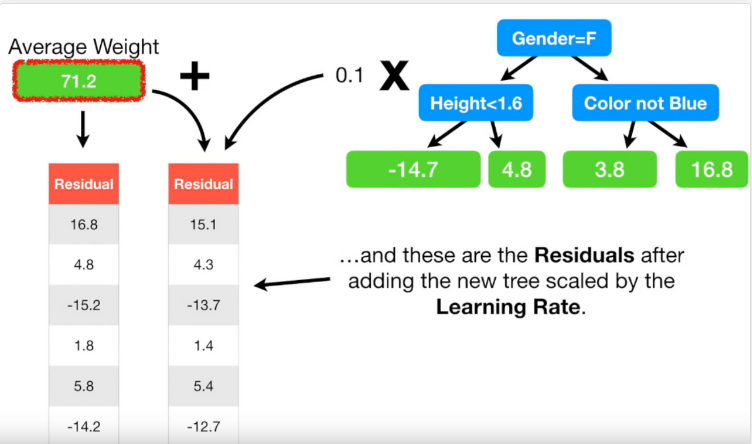 Average Weight
71.2
+
0.1 X
Gender=F
Height<1.6
Color not Blue
-14.7
4.8
3.8
16.8
Residual
16.8
4.8
-15.2
1.8
5.8
-14.2
Residual
15.1
4.3
-13.7
1.4
5.4
-12.7
…and these are the Residuals after
adding the new tree scaled by the
Learning Rate.